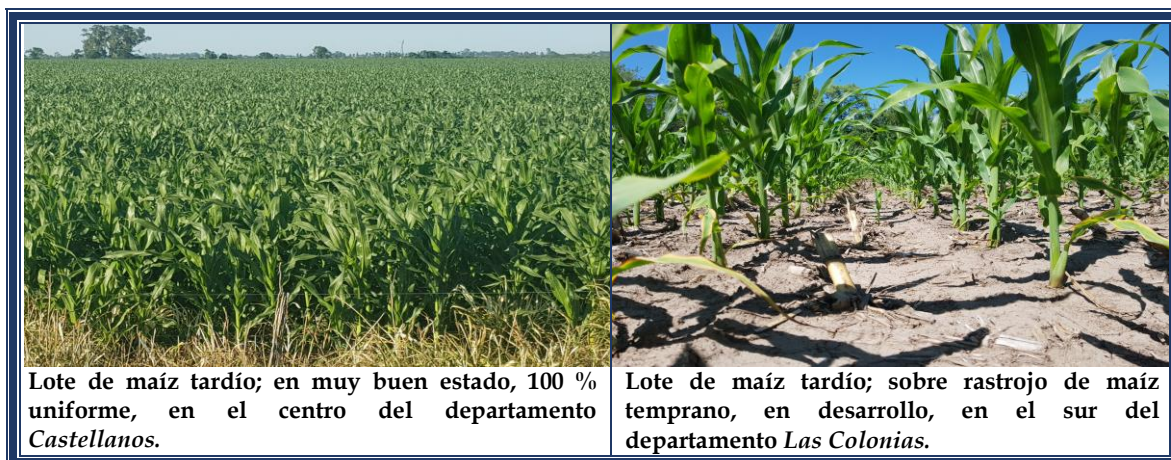 Lote de maíz tardío; en muy buen estado, 100 %
uniforme, en el centro del departamento
Castellanos.
Lote de maíz tardío; sobre rastrojo de maíz
temprano, en desarrollo, en el sur del
departamento Las Colonias.